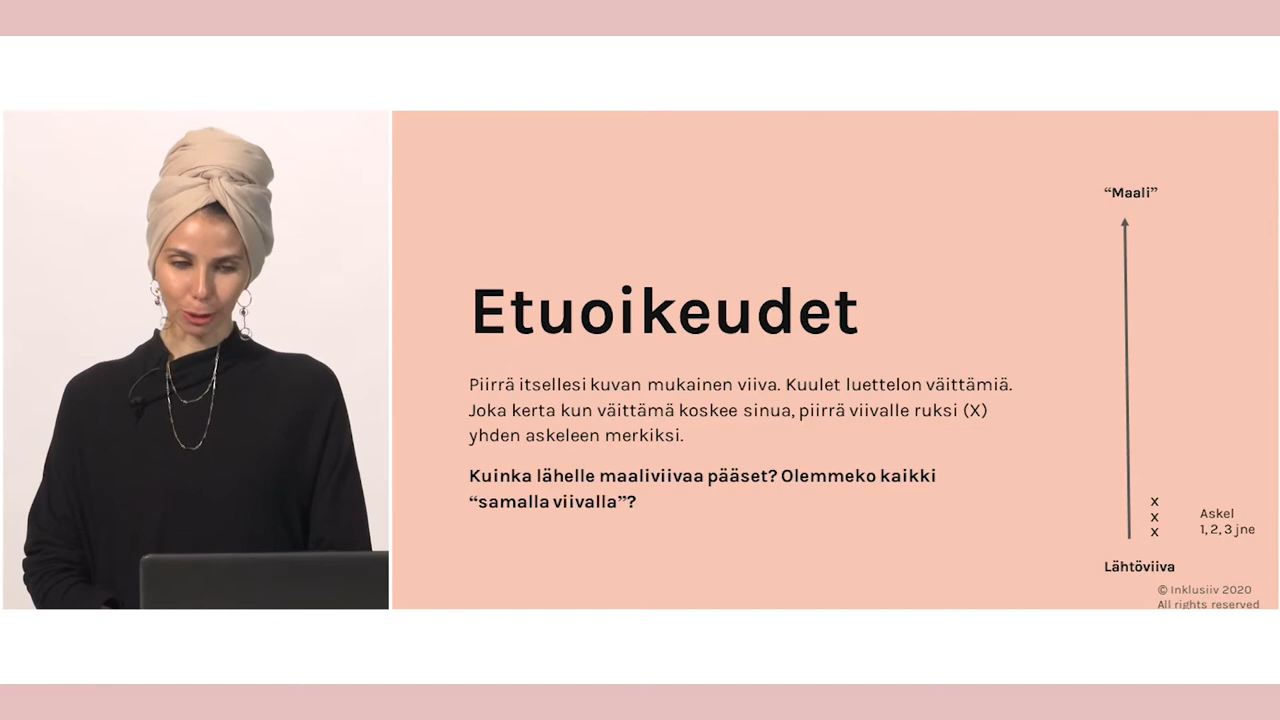 “Maali”
Etuoikeudet
Piirrä itsellesi kuvan mukainen viiva. Kuulet luettelon väittämiä.
Joka kerta kun väittämä koskee sinua, piirrä viivalle ruksi (X)
yhden askeleen merkiksi.
Kuinka lähelle maaliviivaa pääset? Olemmeko kaikki
“samalla viivalla”?
x
x
x
Askel
1, 2, 3 jne
Lähtöviiva
© Inklusiiv 2020
All rights reserved